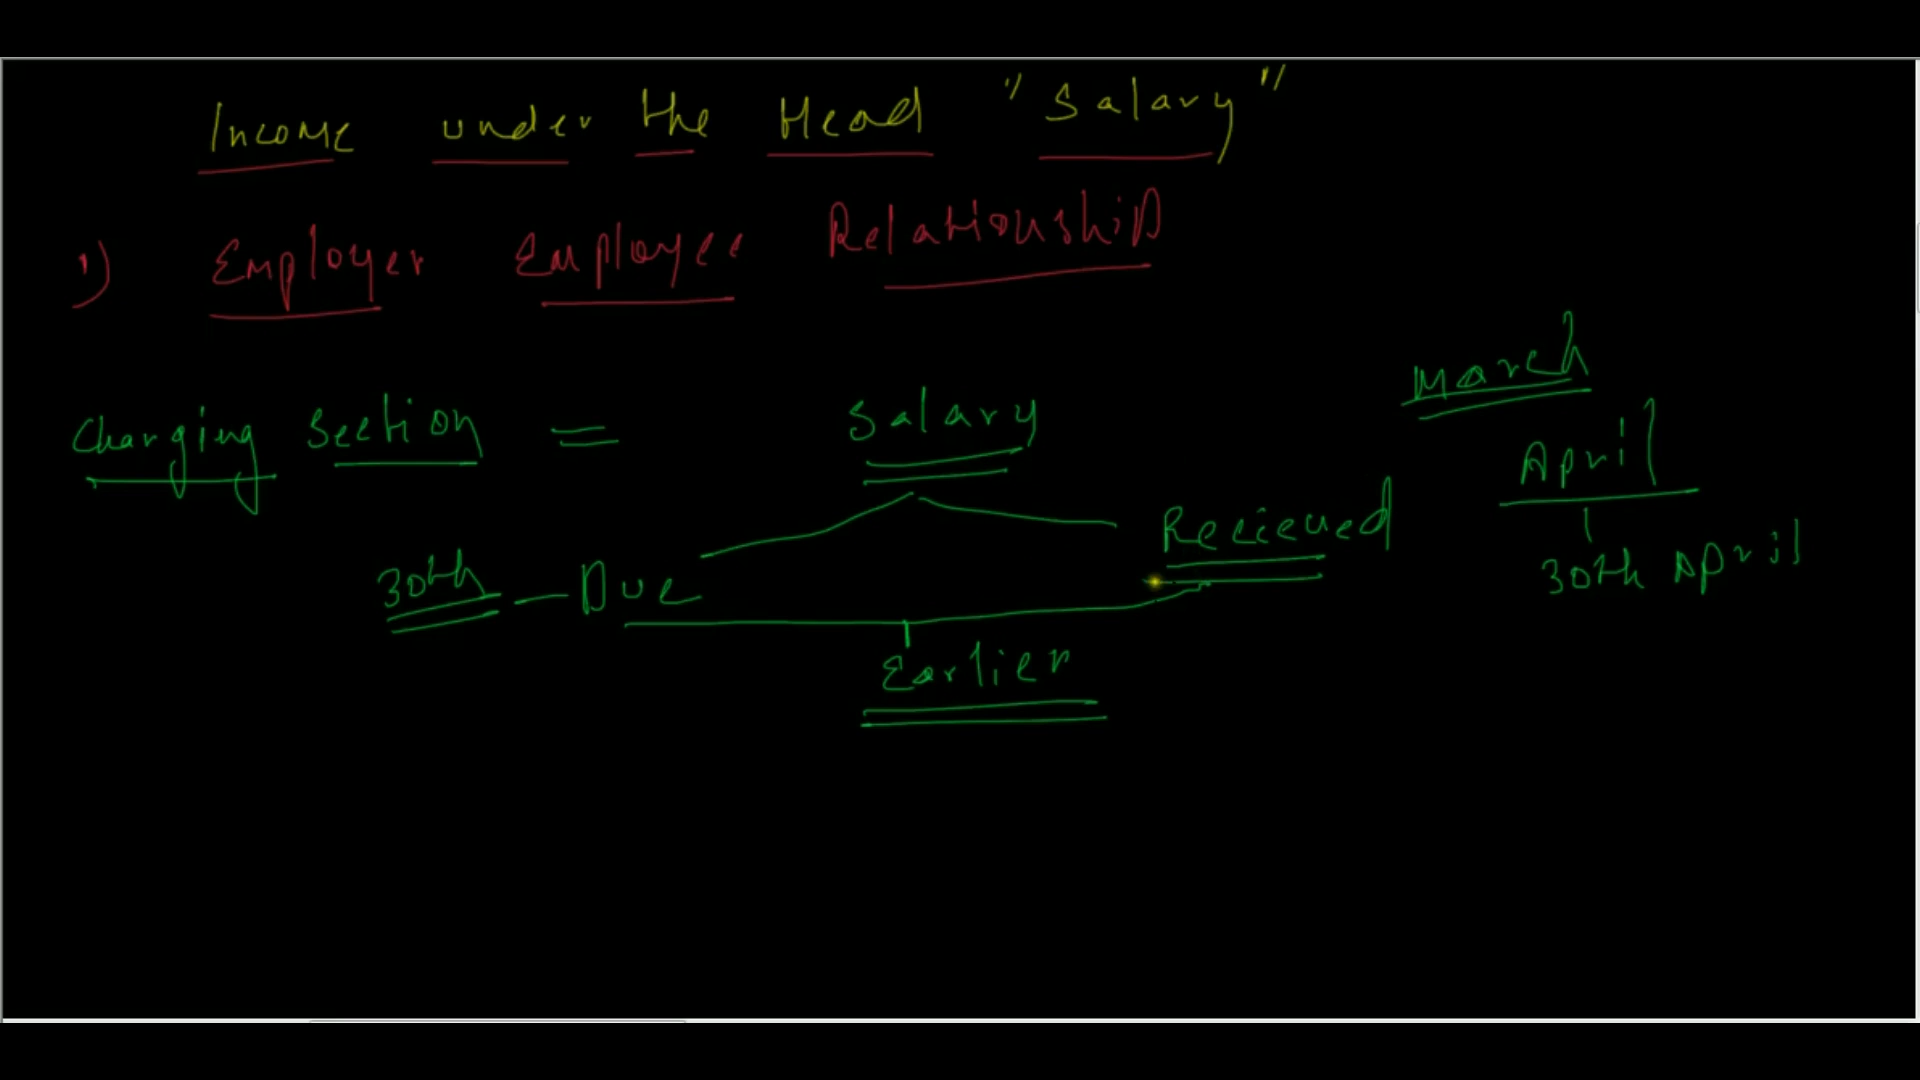 Income under the Head "Salary"
1) Employer Employee Relationship
Charging Section = Salary
March
April
30th April
Recieved
30th - Due
Earlier